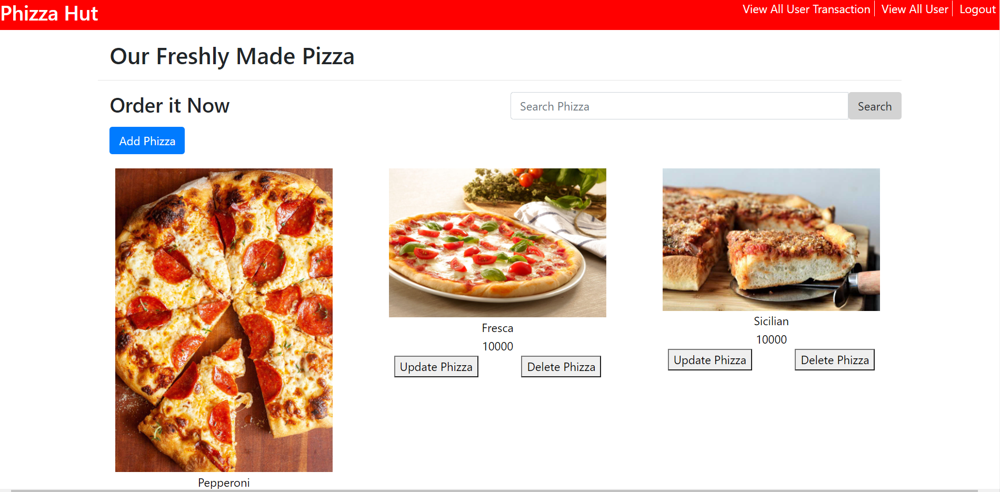 Phizza Hut
View All User Transaction
View All User
Logout
Our Freshly Made Pizza
Order it Now
Search Phizza
Search
Add Phizza
Fresca
10000
Update Phizza
Delete Phizza
Sicilian
10000
Update Phizza
Delete Phizza
Pepperoni